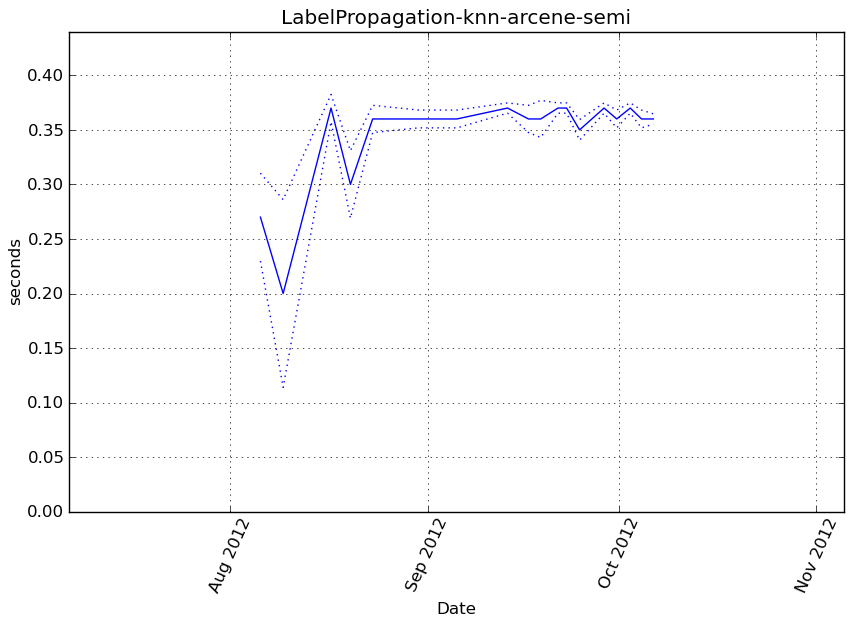 LabelPropagation-knn-arcene-semi
0.40
0.35
0.30
0.25
0.20
0.15
0.10
0.05
0.00
seconds
Aug 2012
Sep 2012
Oct 2012
Nov 2012
Date